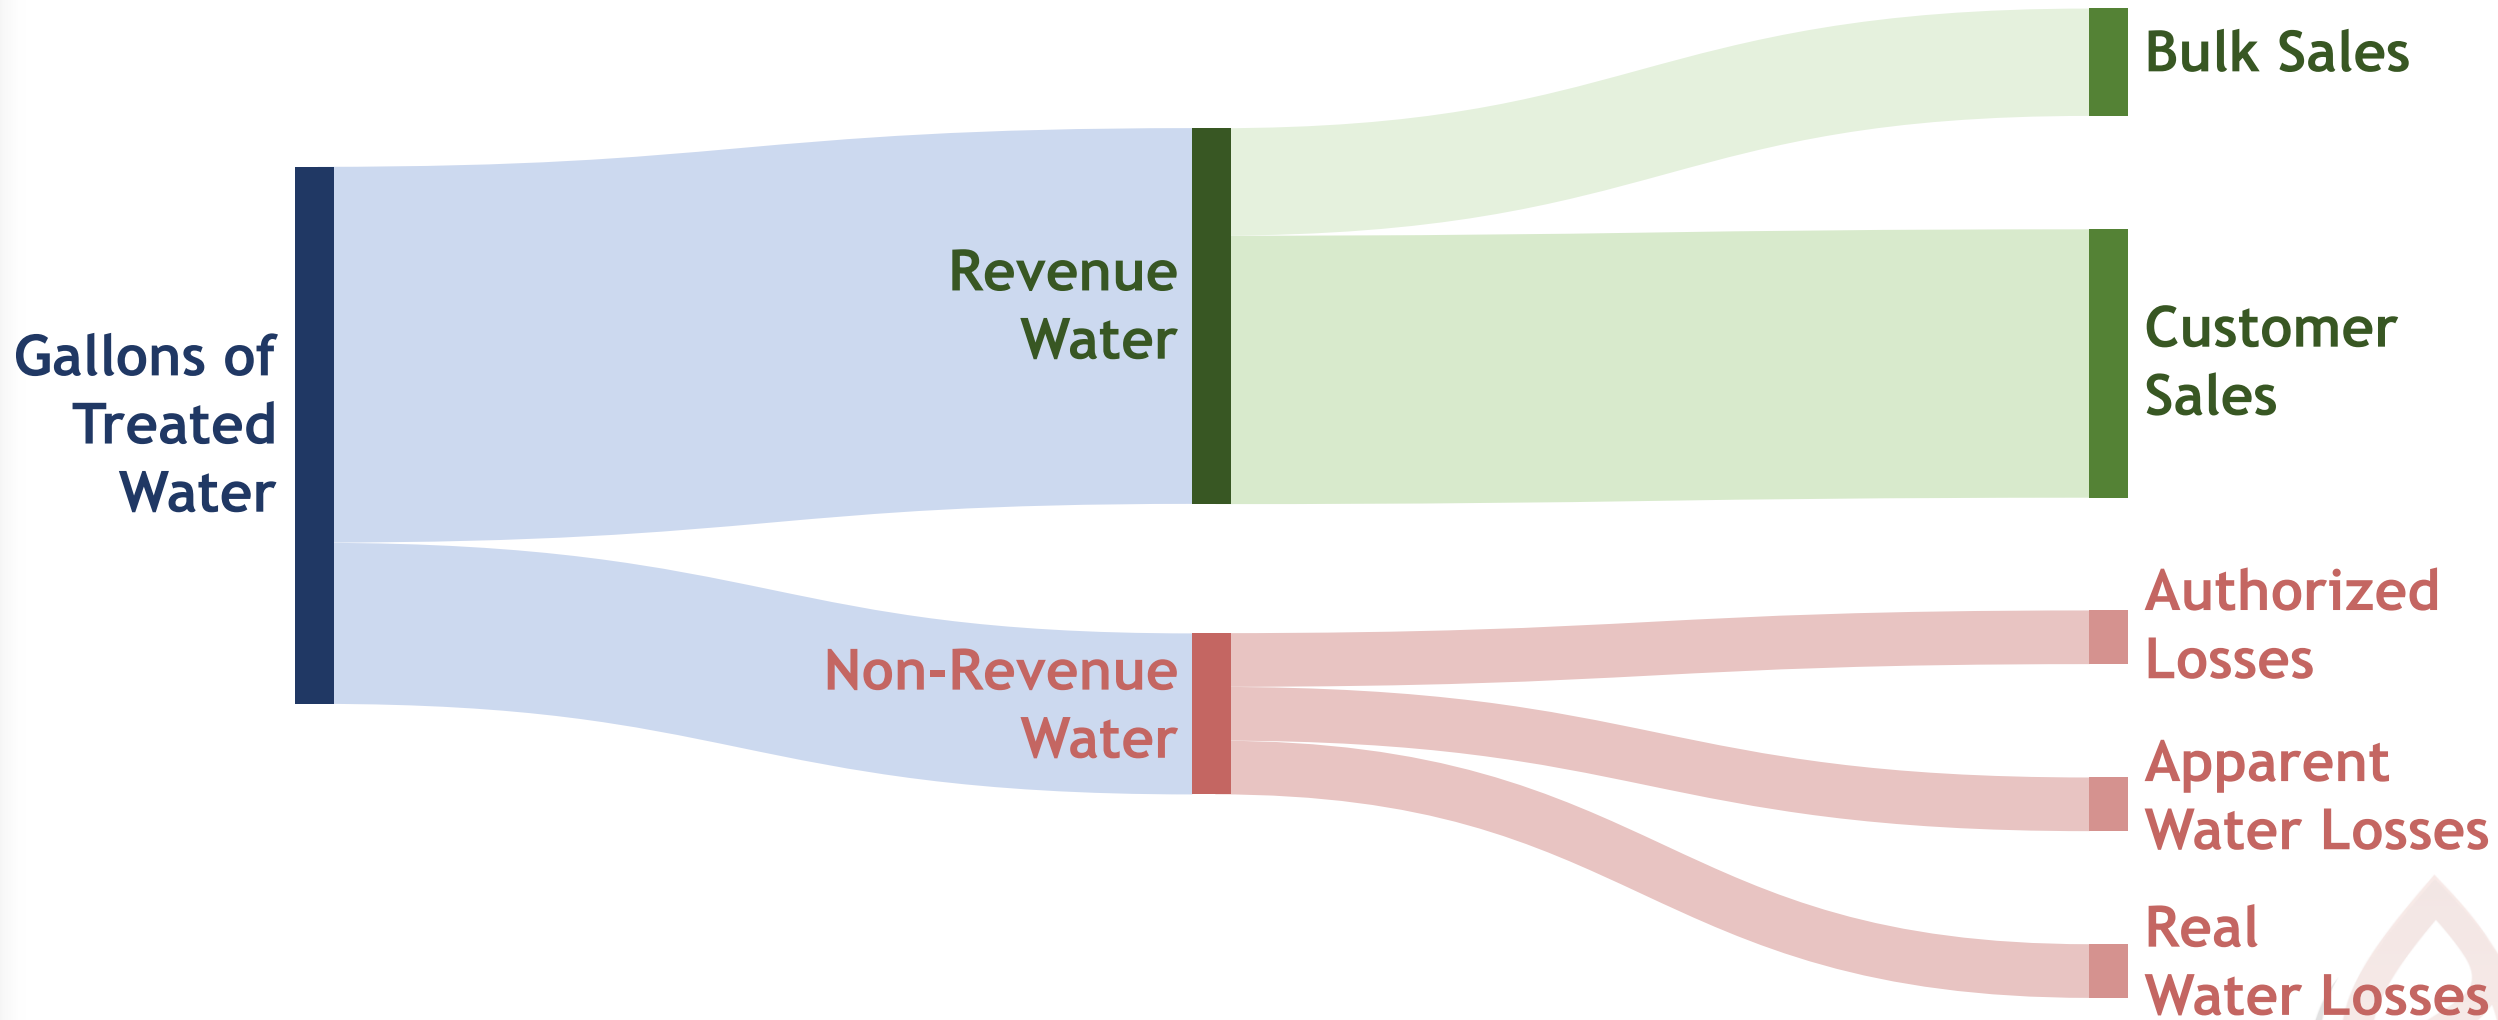 Gallons of
Treated
Water
Revenue
Water
Non-Revenue
Water
Bulk Sales
Customer
Sales
Authorized
Losses
Apparent
Water Losses
Real
Water Losses